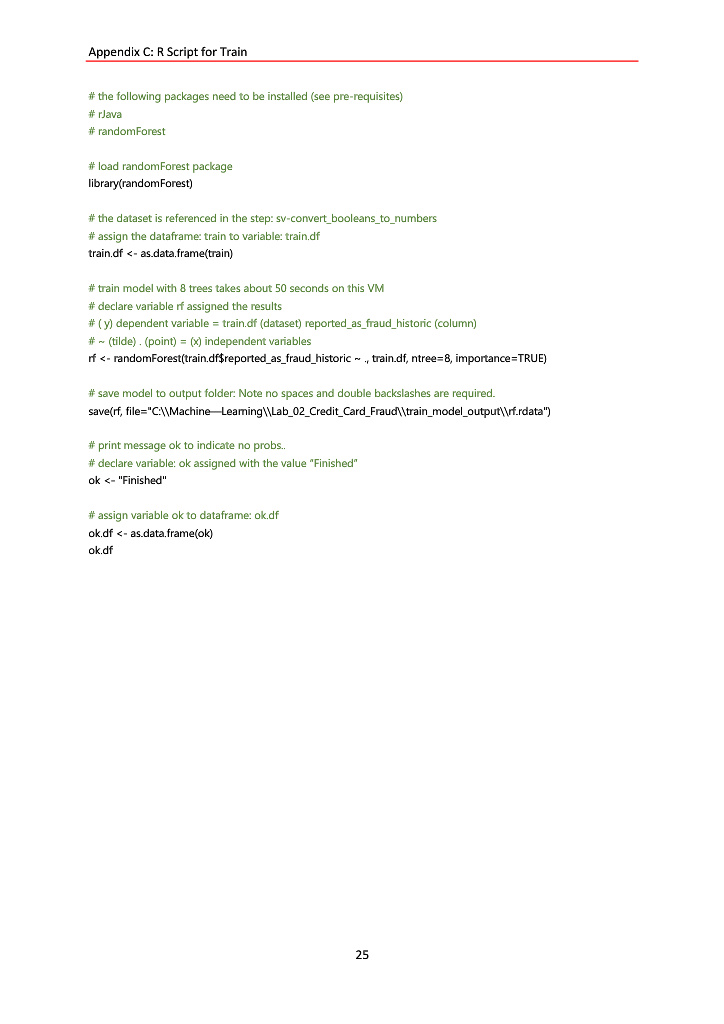 Appendix C: R Script for Train
# the following packages need to be installed (see pre-requisites)
# rJava
# randomForest
# load randomForest package
library(randomForest)
# the dataset is referenced in the step: sv-convert_booleans_to_numbers
# assign the dataframe: train to variable: train.df
train.df <- as.data.frame(train)
# train model with 8 trees takes about 50 seconds on this VM
# declare variable rf assigned the results
# ( y) dependent variable = train.df (dataset) reported_as_fraud_historic (column)
# ~ (tilde) . (point) = (x) independent variables
rf <- randomForest(train.df$reported_as_fraud_historic ~ ., train.df, ntree=8, importance=TRUE)
# save model to output folder: Note no spaces and double backslashes are required.
save(rf, file="C:\\Machine—Learning\\Lab_02_Credit_Card_Fraud\\train_model_output\\rf.rdata")
# print message ok to indicate no probs..
# declare variable: ok assigned with the value “Finished”
ok <- "Finished"
# assign variable ok to dataframe: ok.df
ok.df <- as.data.frame(ok)
ok.df
25